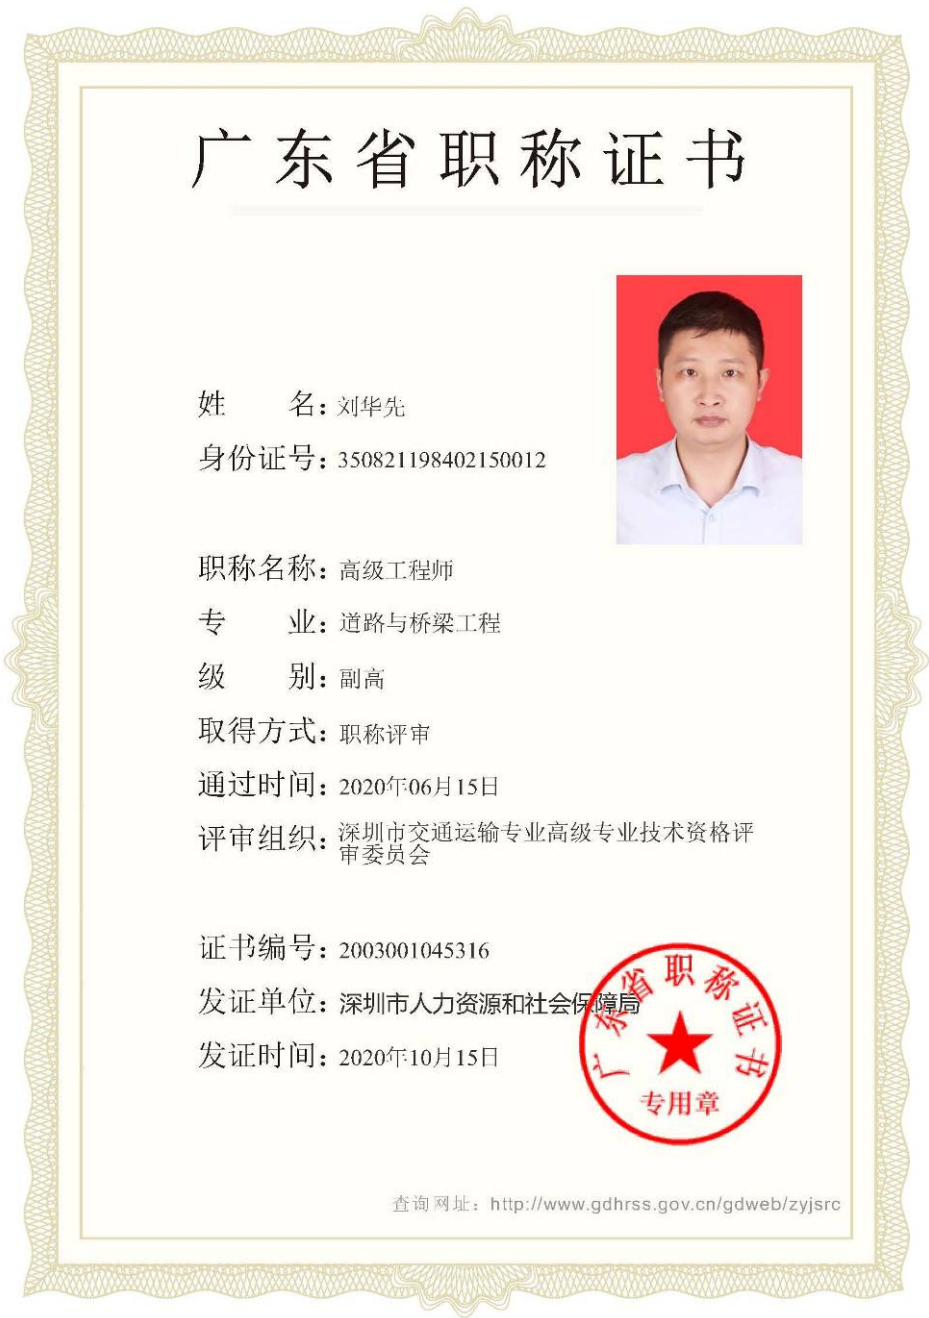 广东省职称证书
姓名：刘华先
身份证号：350821198402150012
职称名称：高级工程师
专业：道路与桥梁工程
级别：副高
取得方式：职称评审
通过时间：2020年06月15日
评审组织：深圳市交通运输专业高级专业技术资格评
审委员会
证书编号：2003001045316
发证单位：深圳市人力资源和社会保障局
发证时间：2020年10月15日
广东省职称证书
专用章
查询网址：http://www.gdhrss.gov.cn/gdweb/zyjsrc